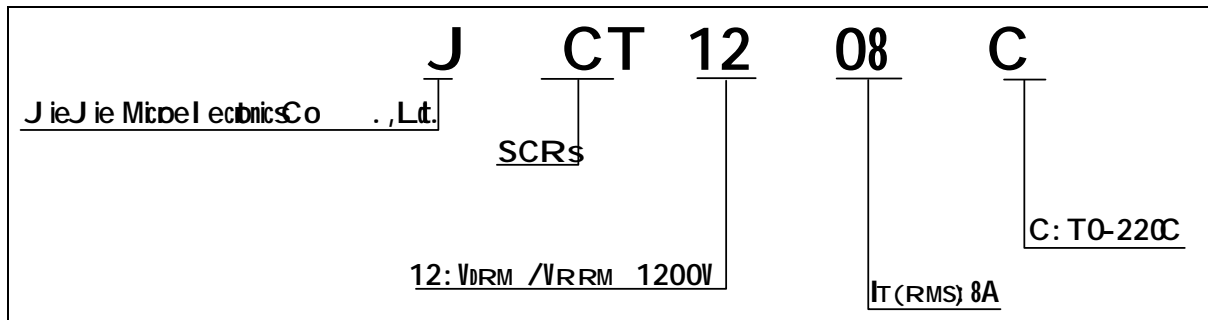 J CT 12 08 C
JieJie Microelectronics Co., Ltd.
SCRs
C: TO-220C
12: VDRM /VRRM 1200V
IT(RMS): 8A